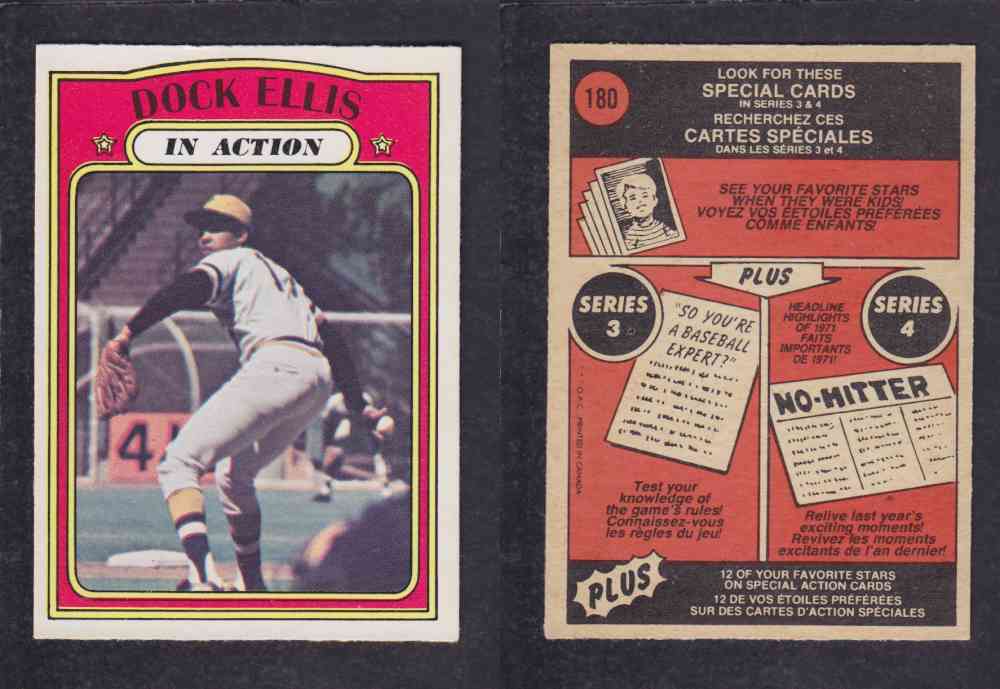 DOCK ELLIS
IN ACTION
4
180
LOOK FOR THESE
SPECIAL CARDS
IN SERIES 3 & 4
RECHERCHEZ CES
CARTES SPÉCIALES
DANS LES SÉRIES 3 et 4
SEE YOUR FAVORITE STARS
WHEN THEY WERE KIDS!
VOYEZ VOS ÉETOILES PRÉFÉRÉES
COMME ENFANTS!
PLUS
SERIES
3
"SO YOU'RE
A BASEBALL
EXPERT?"
Test your
knowledge of
the game's rules!
Connaissez-vous
les règles du jeu!
HEADLINE
HIGHLIGHTS
OF 1971
FAITS
IMPORTANTS
DE 1971!
SERIES
4
NO-HITTER
Relive last year's
exciting moments!
Revivez les moments
excitants de l'an dernier!
O.P.C. PRINTED IN CANADA
PLUS
12 OF YOUR FAVORITE STARS
ON SPECIAL ACTION CARDS
12 DE VOS ÉTOILES PRÉFÉRÉES
SUR DES CARTES D'ACTION SPÉCIALES